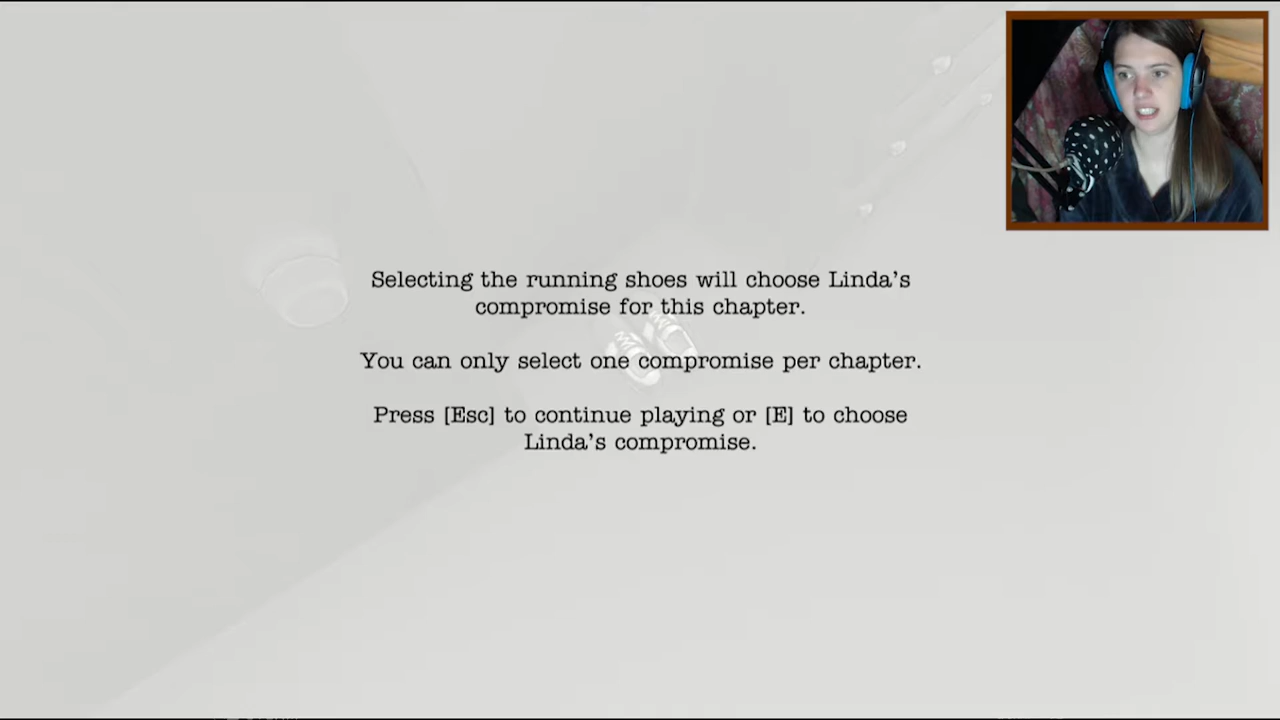 Selecting the running shoes will choose Linda's
compromise for this chapter.
You can only select one compromise per chapter.
Press [Esc] to continue playing or [E] to choose
Linda's compromise.